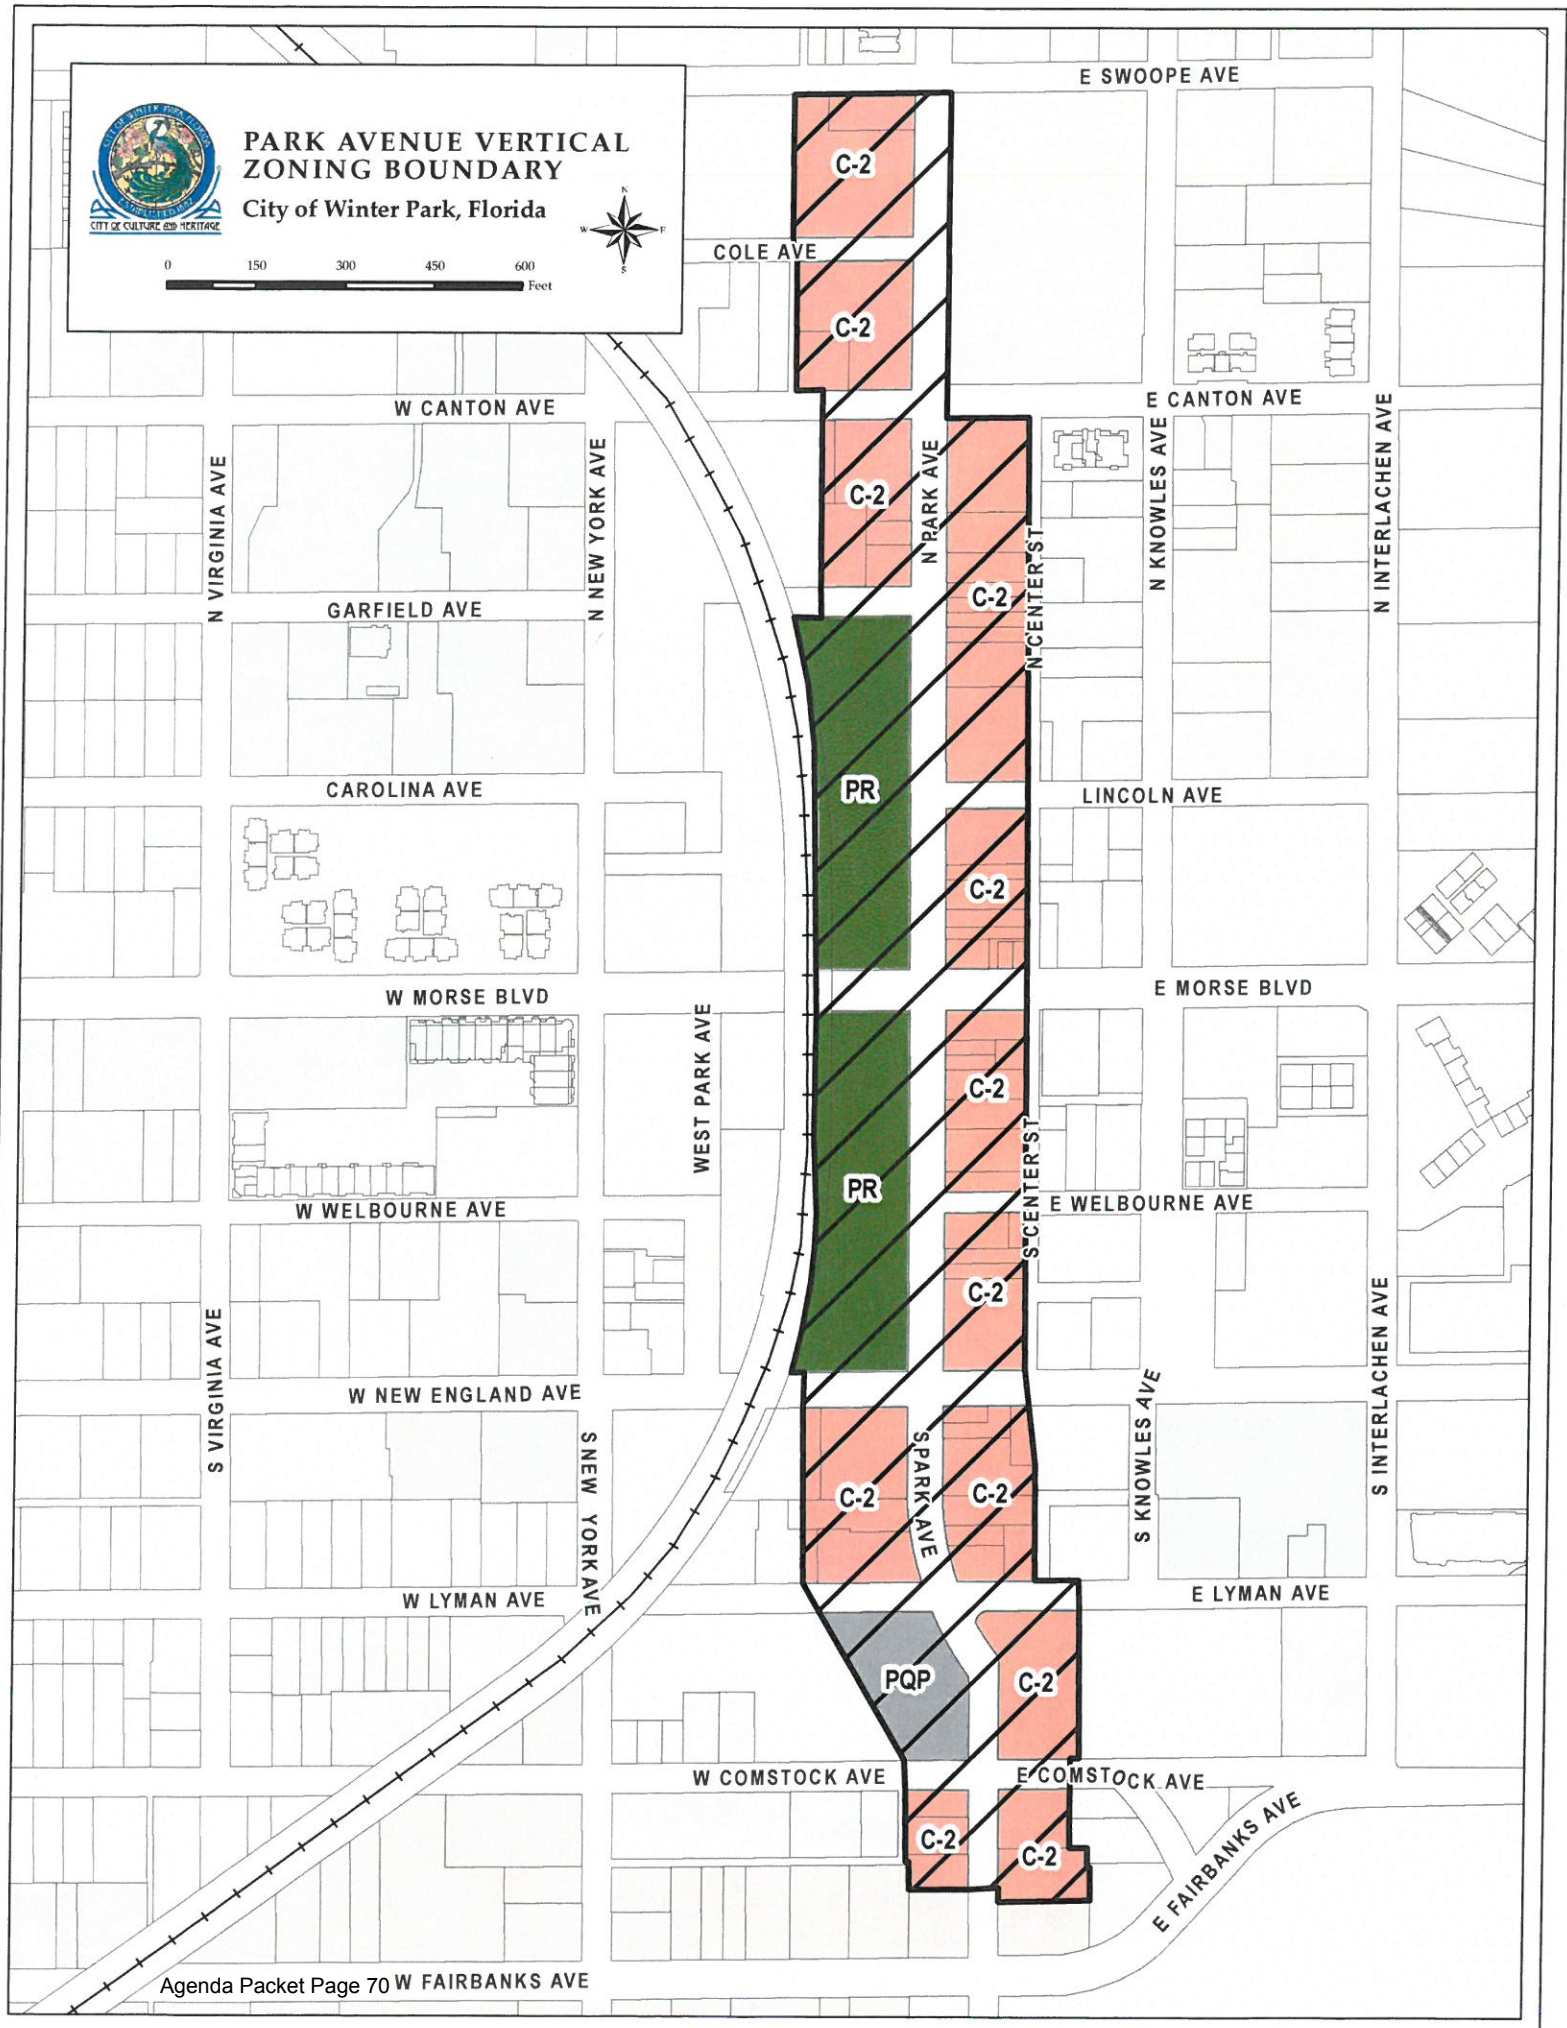 E SWOOPE AVE
CITY OF WINTER PARK, FLORIDA
CITY OF CULTURE AND HERITAGE
PARK AVENUE VERTICAL
ZONING BOUNDARY
City of Winter Park, Florida
N
W E
S
0 150 300 450 600
Feet
C-2
COLE AVE
C-2
W CANTON AVE
E CANTON AVE
N VIRGINIA AVE
N NEW YORK AVE
C-2
N PARK AVE
N CENTER ST
N KNOWLES AVE
N INTERLACHEN AVE
C-2
GARFIELD AVE
CAROLINA AVE
PR
LINCOLN AVE
C-2
W MORSE BLVD
E MORSE BLVD
WEST PARK AVE
C-2
PR
S CENTER ST
W WELBOURNE AVE
E WELBOURNE AVE
C-2
S VIRGINIA AVE
W NEW ENGLAND AVE
S NEW YORK AVE
S PARK AVE
S KNOWLES AVE
S INTERLACHEN AVE
C-2
C-2
W LYMAN AVE
E LYMAN AVE
PQP
C-2
W COMSTOCK AVE
E COMSTOCK AVE
C-2
C-2
E FAIRBANKS AVE
Agenda Packet Page 70
W FAIRBANKS AVE